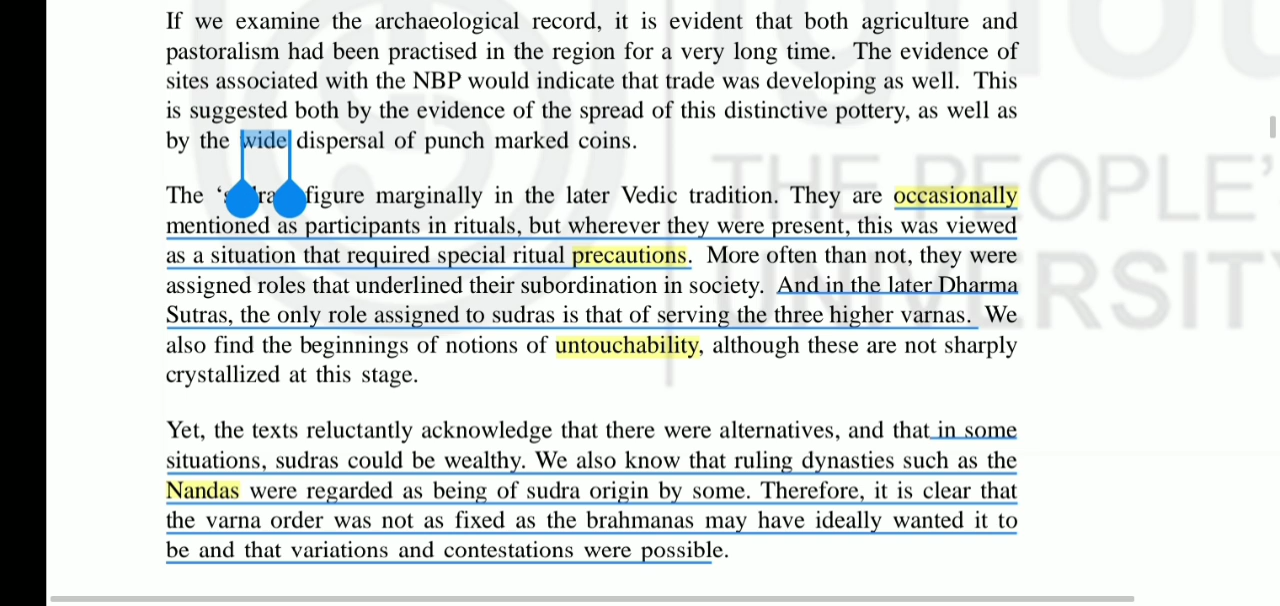 If we examine the archaeological record, it is evident that both agriculture and
pastoralism had been practised in the region for a very long time. The evidence of
sites associated with the NBP would indicate that trade was developing as well. This
is suggested both by the evidence of the spread of this distinctive pottery, as well as
by the wide dispersal of punch marked coins.
The figure marginally in the later Vedic tradition. They are occasionally
mentioned as participants in rituals, but wherever they were present, this was viewed
as a situation that required special ritual precautions. More often than not, they were
assigned roles that underlined their subordination in society. And in the later Dharma
Sutras, the only role assigned to sudras is that of serving the three higher varnas. We
also find the beginnings of notions of untouchability, although these are not sharply
crystallized at this stage.
Yet, the texts reluctantly acknowledge that there were alternatives, and that in some
situations, sudras could be wealthy. We also know that ruling dynasties such as the
Nandas were regarded as being of sudra origin by some. Therefore, it is clear that
the varna order was not as fixed as the brahmanas may have ideally wanted it to
be and that variations and contestations were possible.
THE PEOPLE'